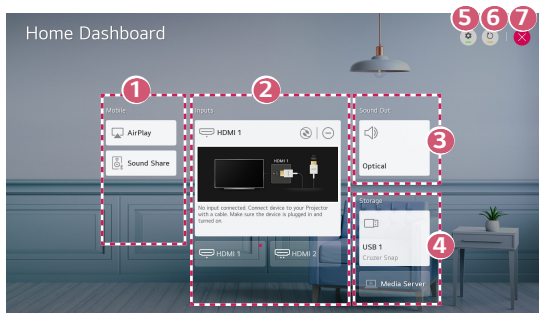 Home Dashboard
5
6
7
1
2
Mobile
Inputs
Sound Out
AirPlay
Sound Share
HDMI 1
HDMI 1
No input connected. Connect device to your Projector
with a cable. Make sure the device is plugged in and
turned on.
HDMI 1
HDMI 2
3
Optical
Storage
4
USB 1
Cruzer Snap
Media Server